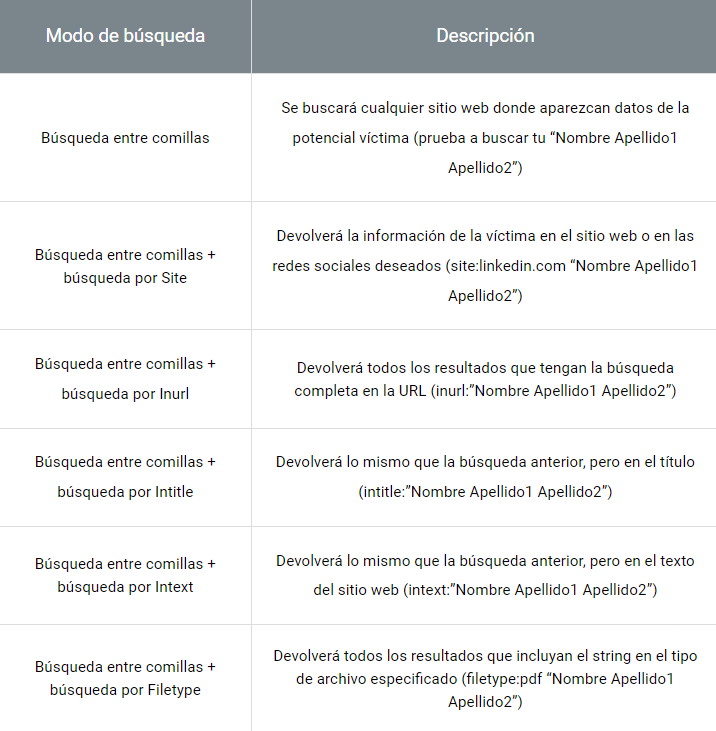 Modo de búsqueda
Descripción
Búsqueda entre comillas
Se buscará cualquier sitio web donde aparezcan datos de la
potencial víctima (prueba a buscar tu “Nombre Apellido1
Apellido2”)
Búsqueda entre comillas +
búsqueda por Site
Devolverá la información de la víctima en el sitio web o en las
redes sociales deseados (site:linkedin.com “Nombre Apellido1
Apellido2”)
Búsqueda entre comillas +
búsqueda por Inurl
Devolverá todos los resultados que tengan la búsqueda
completa en la URL (inurl:”Nombre Apellido1 Apellido2”)
Búsqueda entre comillas +
búsqueda por Intitle
Devolverá lo mismo que la búsqueda anterior, pero en el título
(intitle:”Nombre Apellido1 Apellido2”)
Búsqueda entre comillas +
búsqueda por Intext
Devolverá lo mismo que la búsqueda anterior, pero en el texto
del sitio web (intext:”Nombre Apellido1 Apellido2”)
Búsqueda entre comillas +
búsqueda por Filetype
Devolverá todos los resultados que incluyan el string en el tipo
de archivo especificado (filetype:pdf “Nombre Apellido1
Apellido2”)